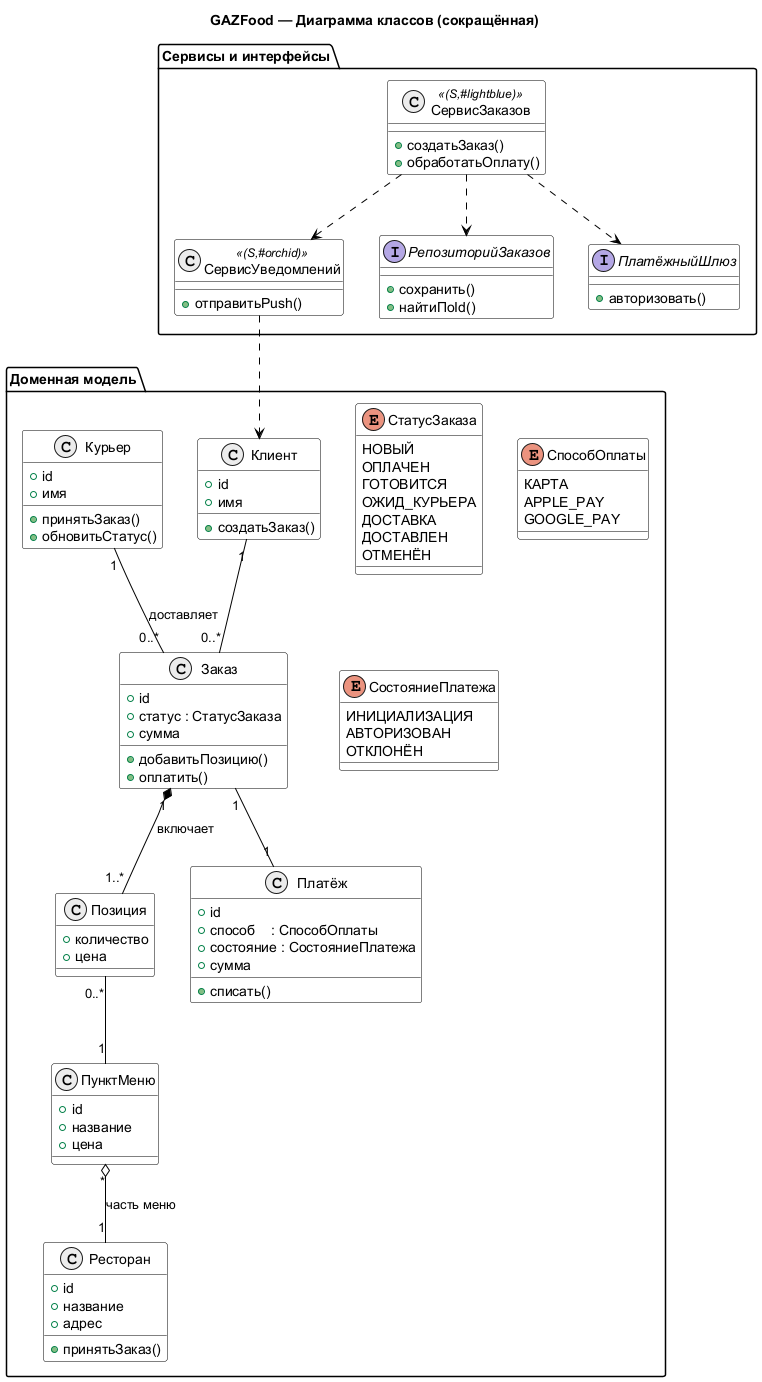 GAZFood — Диаграмма классов (сокращённая)
Сервисы и интерфейсы
C
«(S,#lightblue)»
СервисЗаказов
создатьЗаказ()
обработатьОплату()
C
«(S,#orchid)»
СервисУведомлений
отправитьPush()
I РепозиторийЗаказов
сохранить()
найтиПоId()
I ПлатёжныйШлюз
авторизовать()
Доменная модель
C Курьер
id
имя
принятьЗаказ()
обновитьСтатус()
C Клиент
id
имя
создатьЗаказ()
E СтатусЗаказа
НОВЫЙ
ОПЛАЧЕН
ГОТОВИТСЯ
ОЖИД_КУРЬЕРА
ДОСТАВКА
ДОСТАВЛЕН
ОТМЕНЁН
E СпособОплаты
КАРТА
APPLE_PAY
GOOGLE_PAY
1
доставляет
0..*
1
0..*
C Заказ
id
статус : СтатусЗаказа
сумма
добавитьПозицию()
оплатить()
E СостояниеПлатежа
ИНИЦИАЛИЗАЦИЯ
АВТОРИЗОВАН
ОТКЛОНЁН
1
включает
1..*
1
1
C Позиция
количество
цена
C Платёж
id
способ : СпособОплаты
состояние : СостояниеПлатежа
сумма
списать()
0..*
1
C ПунктМеню
id
название
цена
*
часть меню
1
C Ресторан
id
название
адрес
принятьЗаказ()